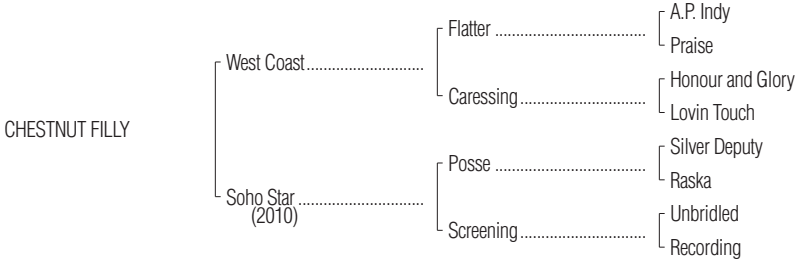 A.P. Indy
Flatter ....................................
Praise
West Coast............................
Honour and Glory
Caressing..............................
Lovin Touch
CHESTNUT FILLY
Silver Deputy
Posse ....................................
Raska
Soho Star ..............................
(2010)
Unbridled
Screening..............................
Recording